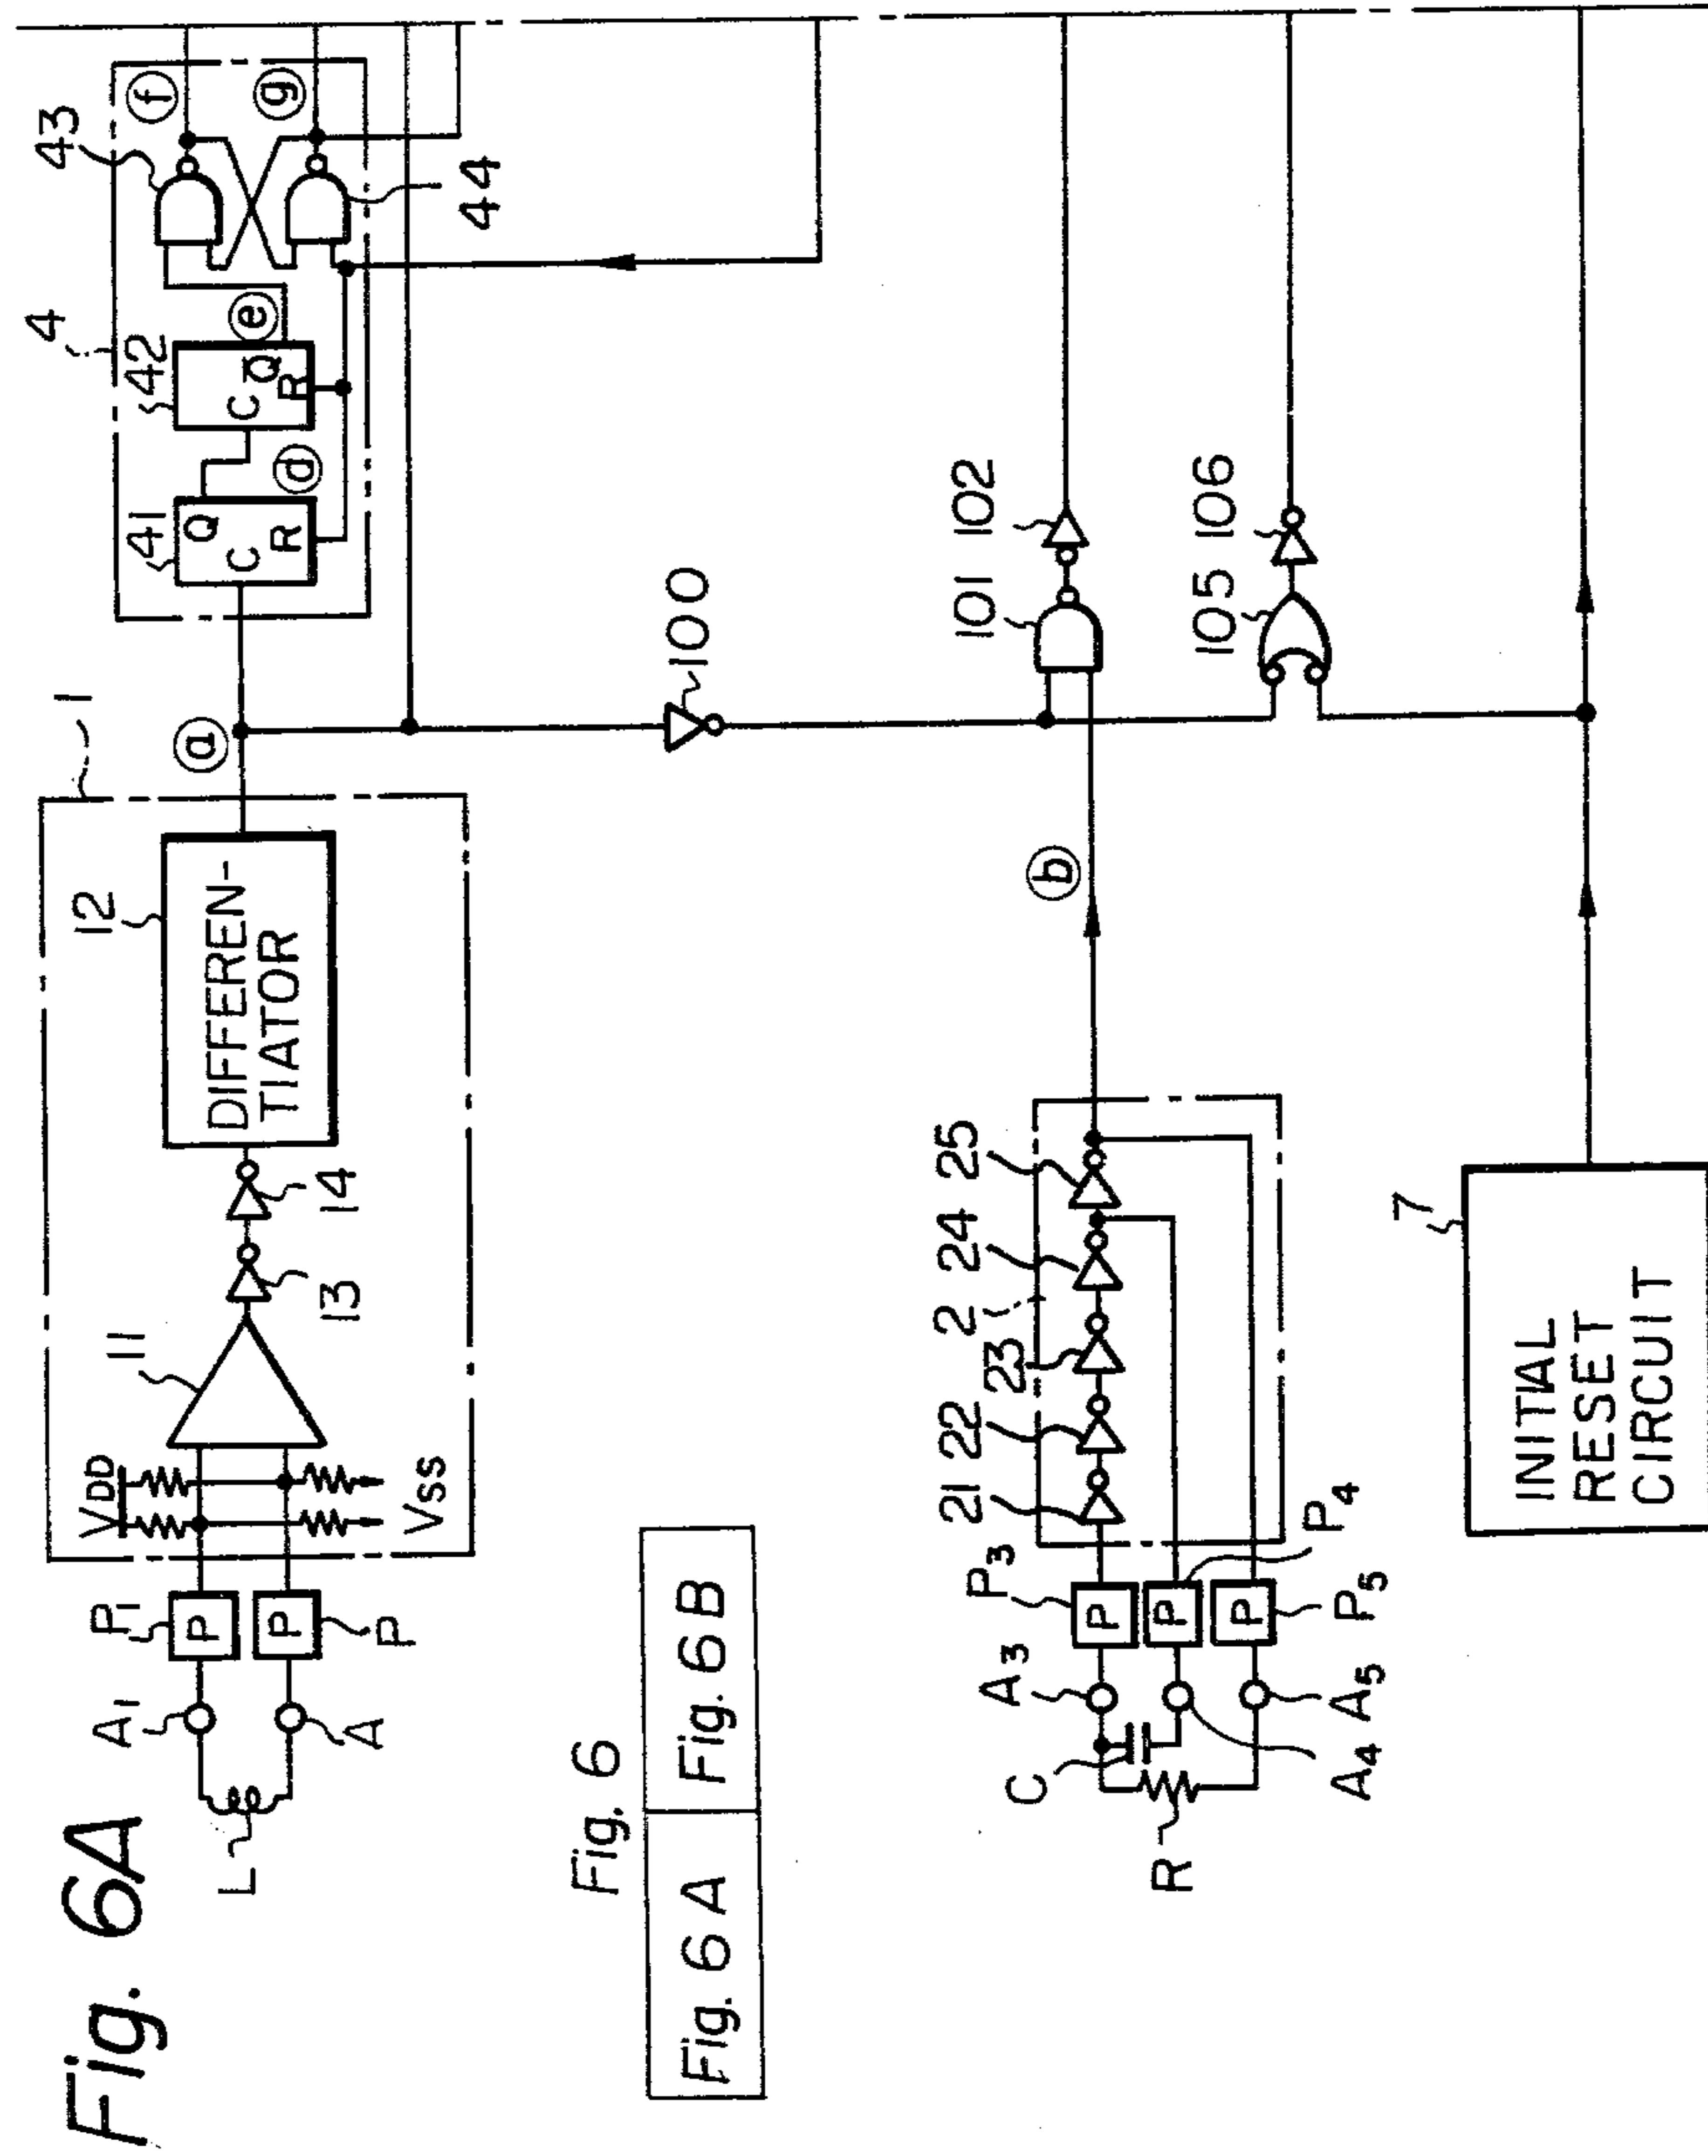 Fig. 6A
L
A1
A
P1
P
P
P
VDD
VSS
11
13
14
12
DIFFEREN-
TIATOR
1
ⓐ
4
41
Q
C
R
ⓓ
42
C
Q̅
R
ⓔ
43
44
ⓕ
ⓖ
100
Fig. 6
Fig. 6A
Fig. 6B
C
R
A3
A4
A5
P3
P
P
P
P4
P5
21
22
23
2
24
25
ⓑ
101
102
105
106
7
INITIAL
RESET
CIRCUIT